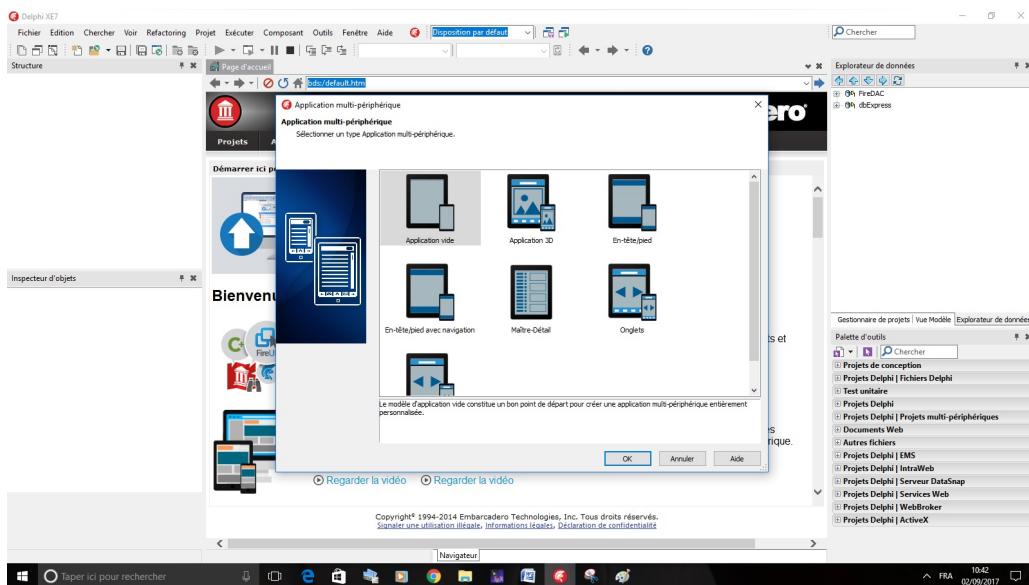 Delphi XE7
Fichier Edition Chercher Voir Refactoring Projet Exécuter Composant Outils Fenêtre Aide
Disposition par défaut
Chercher
Structure
Page d'accueil
Explorateur de données
bds:/default.htm
FireDAC
dbExpress
Projets
Démarrer ici
Application multi-périphérique
Application multi-périphérique
Sélectionner un type Application multi-périphérique.
Application vide
Application 3D
En-tête/pied
En-tête/pied avec navigation
Maître-Détail
Onglets
Le modèle d'application vide constitue un bon point de départ pour créer une application multi-périphérique entièrement
personnalisée.
OK
Annuler
Aide
Inspecteur d'objets
Bienvenu
FireU
ts et
es
rique.
Regarder la vidéo
Regarder la vidéo
Copyright® 1994-2014 Embarcadero Technologies, Inc. Tous droits réservés.
Signaler une utilisation illégale, Informations légales, Déclaration de confidentialité
Navigateur
Gestionnaire de projets
Vue Modèle
Explorateur de données
Palette d'outils
Chercher
Projets de conception
Projets Delphi | Fichiers Delphi
Test unitaire
Projets Delphi
Projets Delphi | Projets multi-périphériques
Documents Web
Autres fichiers
Projets Delphi | EMS
Projets Delphi | IntraWeb
Projets Delphi | Serveur DataSnap
Projets Delphi | Services Web
Projets Delphi | WebBroker
Projets Delphi | ActiveX
Taper ici pour rechercher
FRA
10:42
02/09/2017